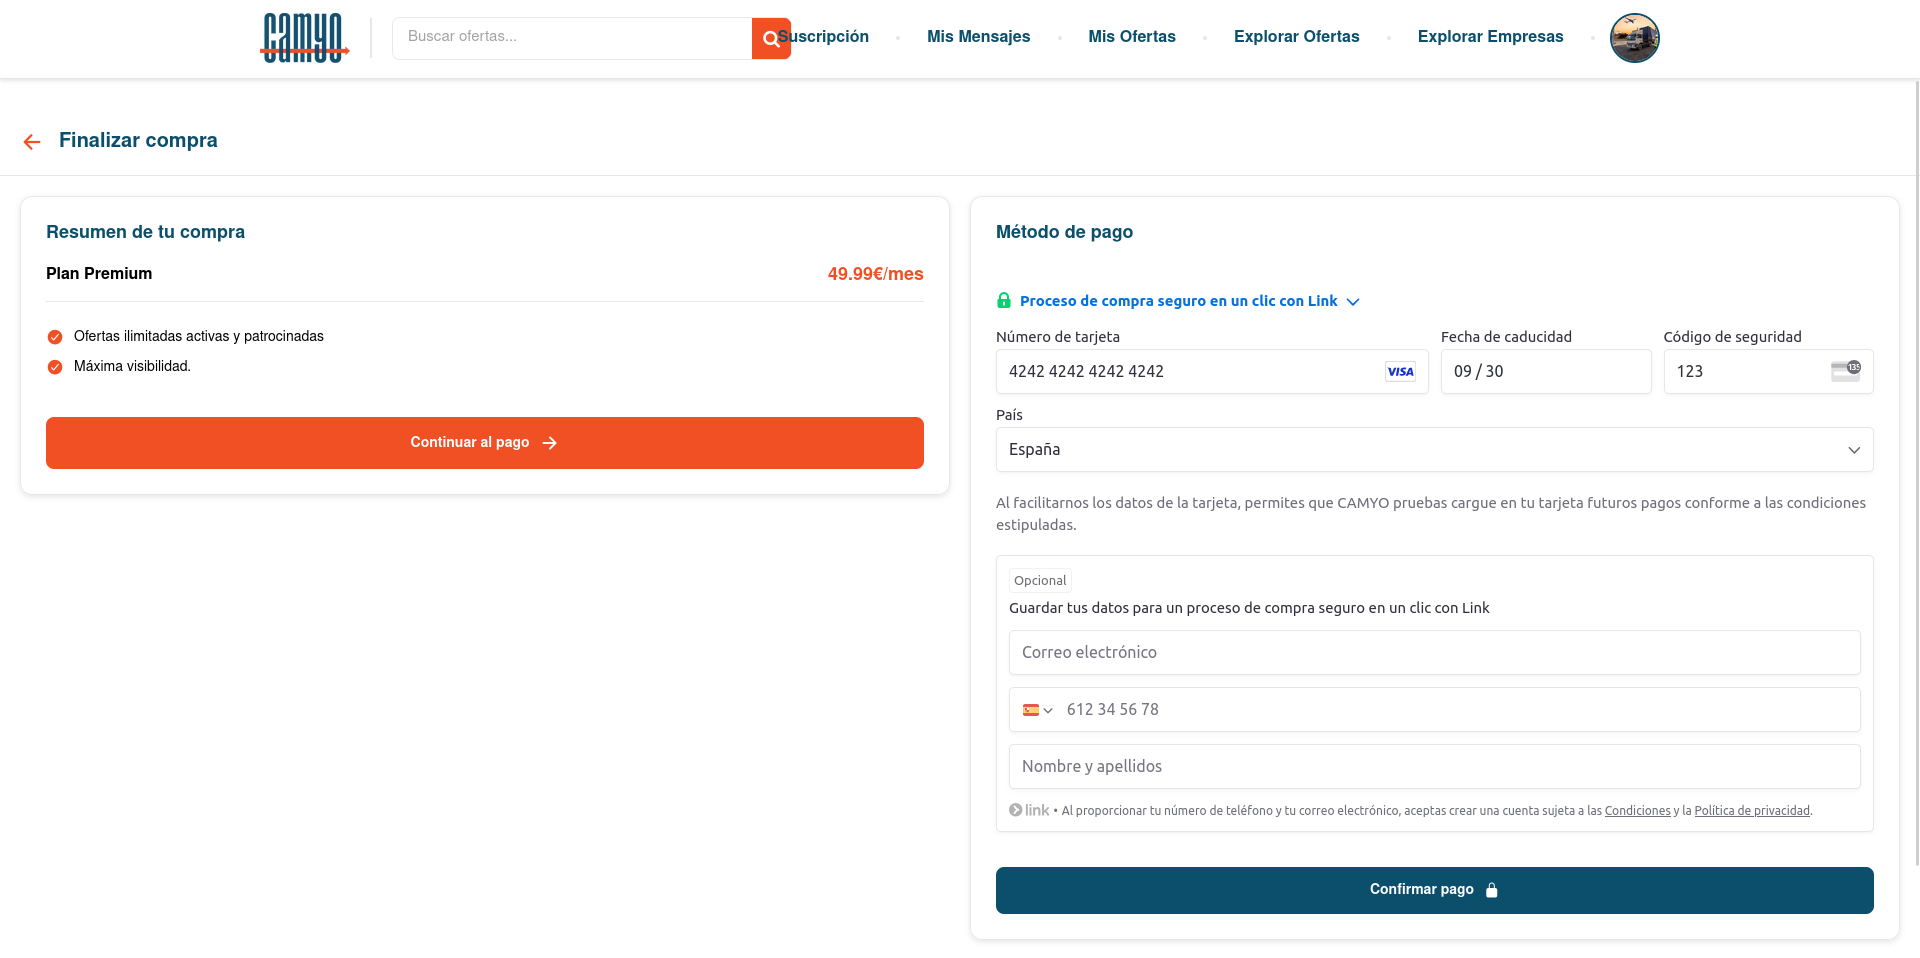 CAMYO
Buscar ofertas...
Suscripción
Mis Mensajes
Mis Ofertas
Explorar Ofertas
Explorar Empresas
Finalizar compra
Resumen de tu compra
Plan Premium
49.99€/mes
Ofertas ilimitadas activas y patrocinadas
Máxima visibilidad.
Continuar al pago
Método de pago
Proceso de compra seguro en un clic con Link
Número de tarjeta
Fecha de caducidad
Código de seguridad
4242 4242 4242 4242
VISA
09 / 30
123
135
País
España
Al facilitarnos los datos de la tarjeta, permites que CAMYO pruebas cargue en tu tarjeta futuros pagos conforme a las condiciones
estipuladas.
Opcional
Guardar tus datos para un proceso de compra seguro en un clic con Link
Correo electrónico
612 34 56 78
Nombre y apellidos
link • Al proporcionar tu número de teléfono y tu correo electrónico, aceptas crear una cuenta sujeta a las Condiciones y la Política de privacidad.
Confirmar pago